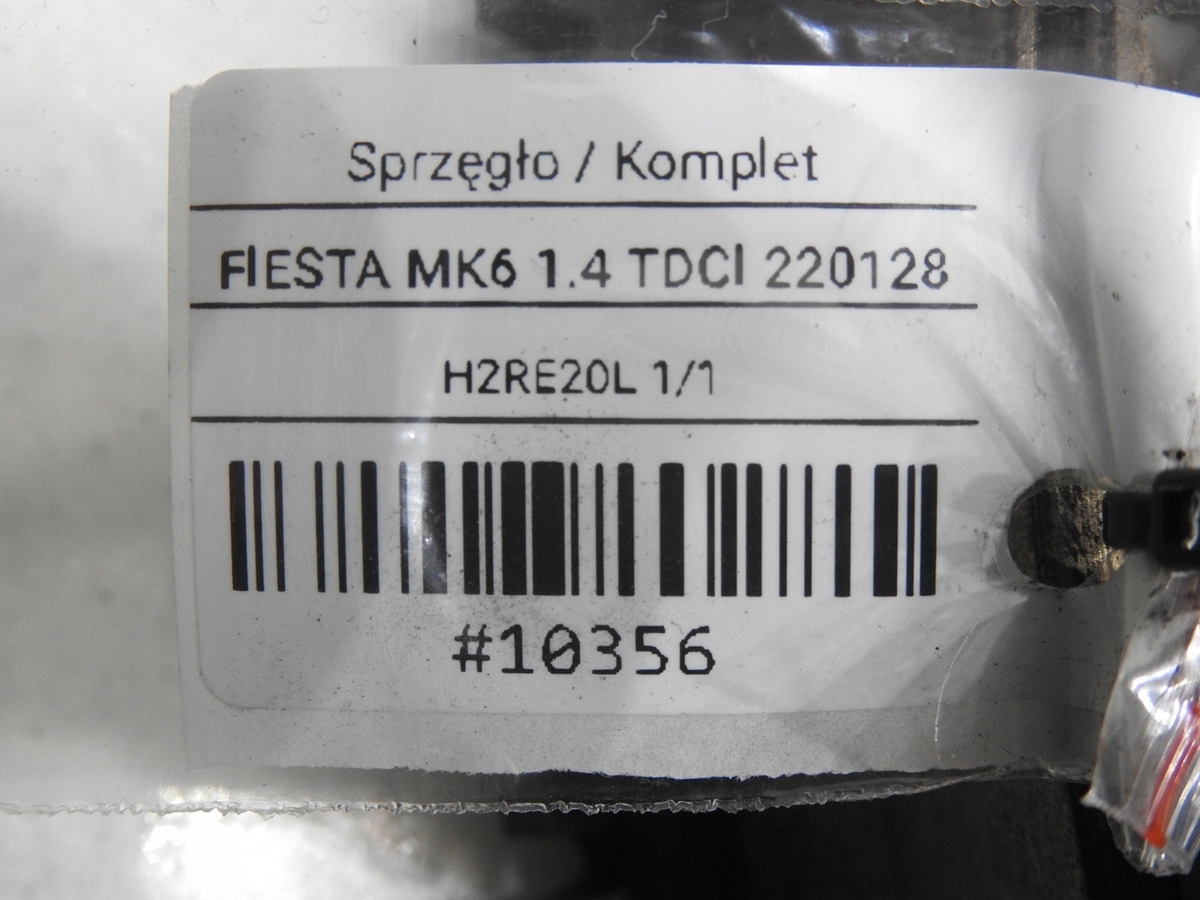 Sprzęgło / Komplet
FIESTA MK6 1.4 TDCI 220128
H2RE20L 1/1
#10356